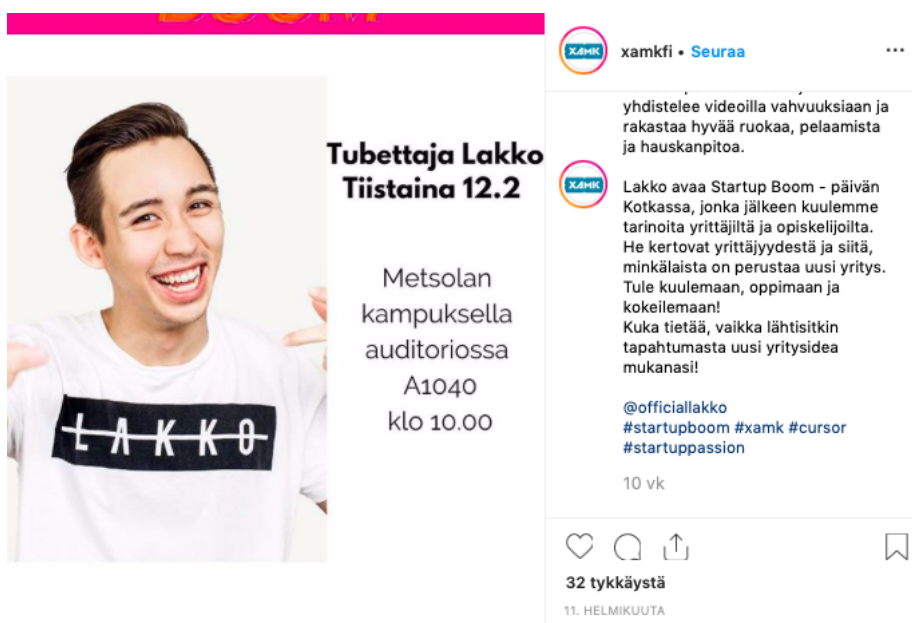 BOOM
Tubettaja Lakko
Tiistaina 12.2
Metsolan
kampuksella
auditoriossa
A1040
klo 10.00
LAKKO
XAMK
xamkfi • Seuraa
yhdistelee videoilla vahvuuksiaan ja
rakastaa hyvää ruokaa, pelaamista
ja hauskanpitoa.
XAMK
Lakko avaa Startup Boom - päivän
Kotkassa, jonka jälkeen kuulemme
tarinoita yrittäjiltä ja opiskelijoilta.
He kertovat yrittäjyydestä ja siitä,
minkälaista on perustaa uusi yritys.
Tule kuulemaan, oppimaan ja
kokeilemaan!
Kuka tietää, vaikka lähtisitkin
tapahtumasta uusi yritysidea
mukanasi!
@officiallakko
#startupboom #xamk #cursor
#startuppassion
10 vk
32 tykkäystä
11. HELMIKUUTA